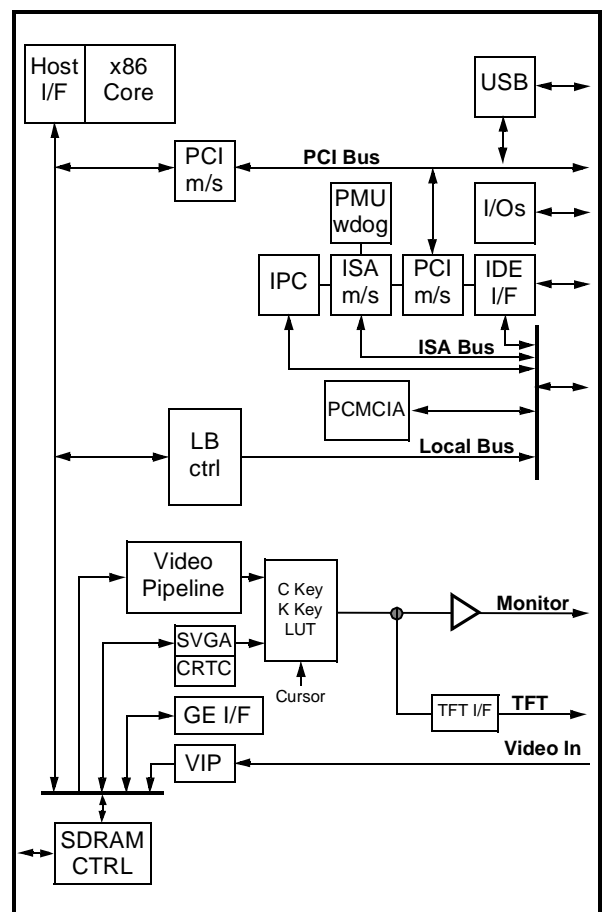 Host
I/F
x86
Core
USB
PCI
m/s
PCI Bus
PMU
wdog
I/Os
IPC
ISA
m/s
PCI
m/s
IDE
I/F
ISA Bus
PCMCIA
LB
ctrl
Local Bus
Video
Pipeline
C Key
K Key
LUT
Monitor
SVGA
CRTC
Cursor
GE I/F
TFT I/F
TFT
VIP
Video In
SDRAM
CTRL